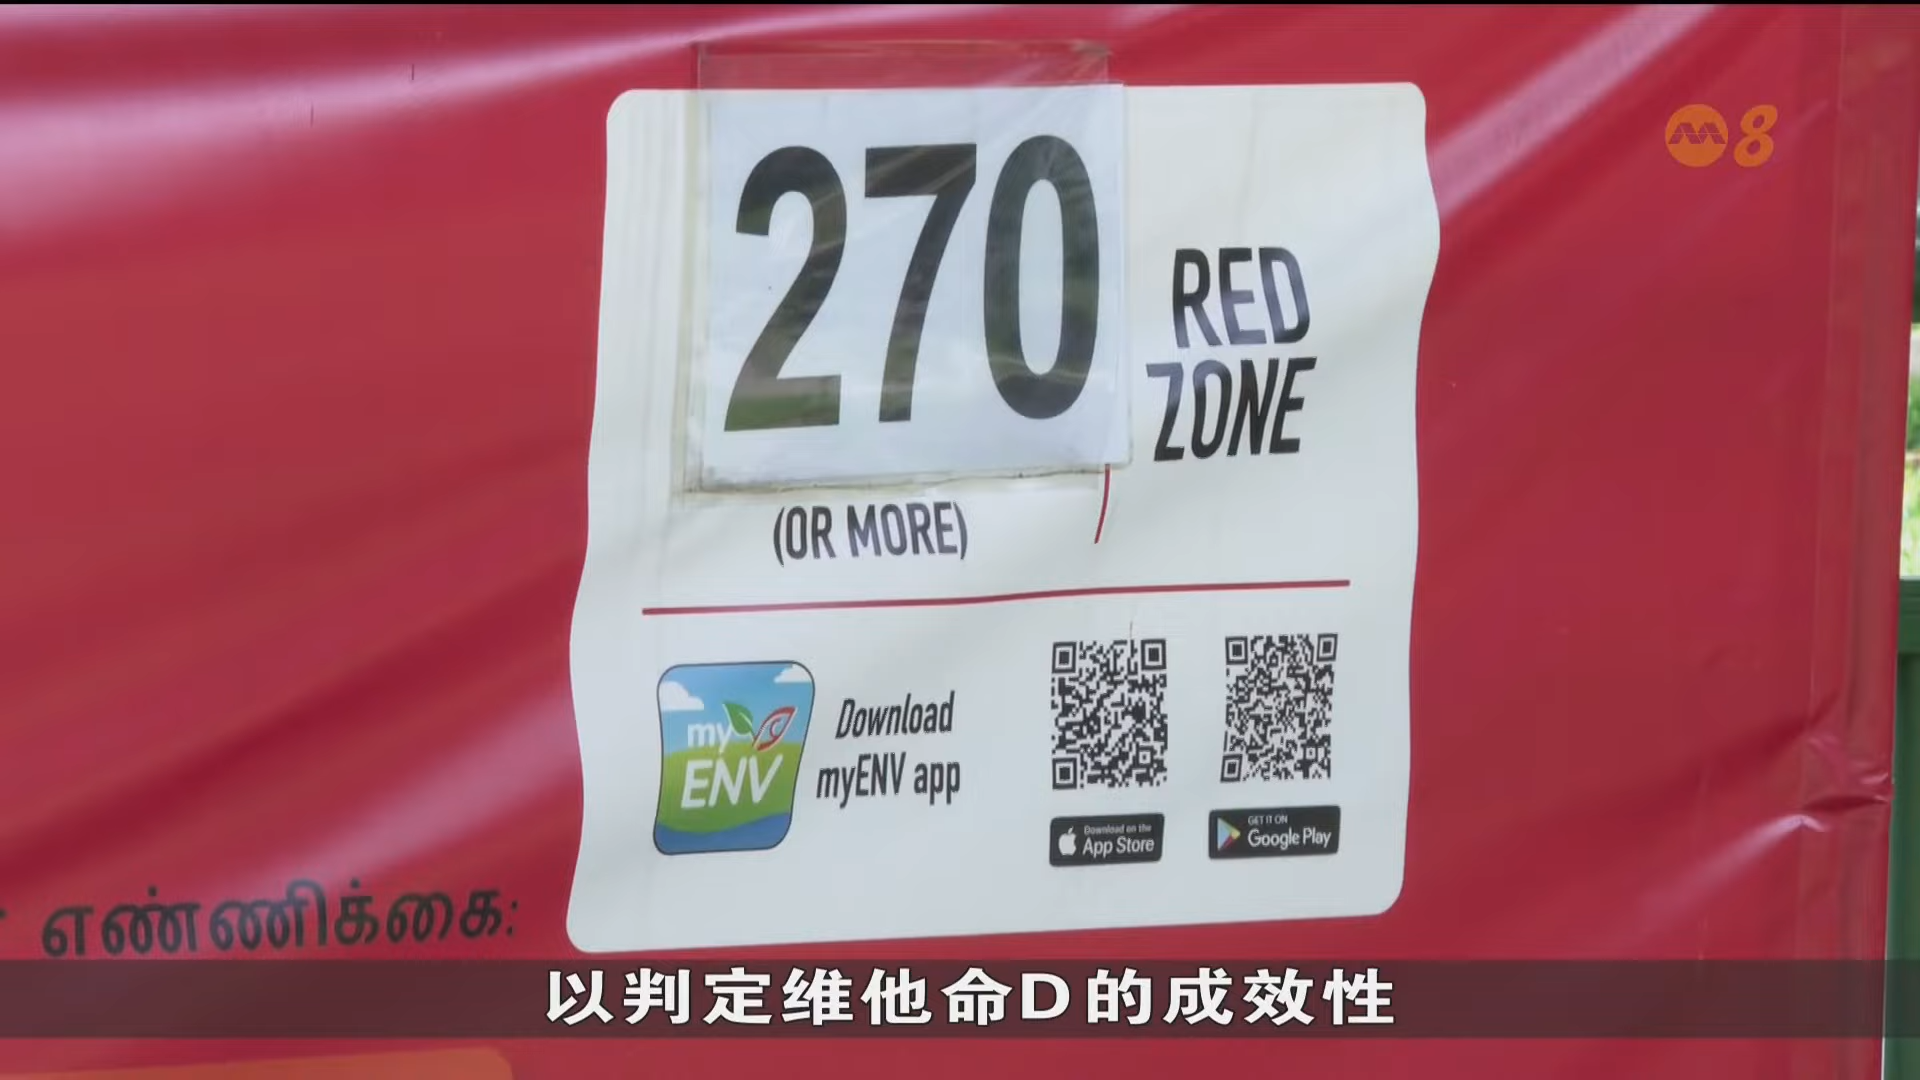 8
270
RED
ZONE
(OR MORE)
my
ENV
Download
myENV app
Download on the
App Store
GET IT ON
Google Play
எண்ணிக்கை:
以判定维他命D的成效性